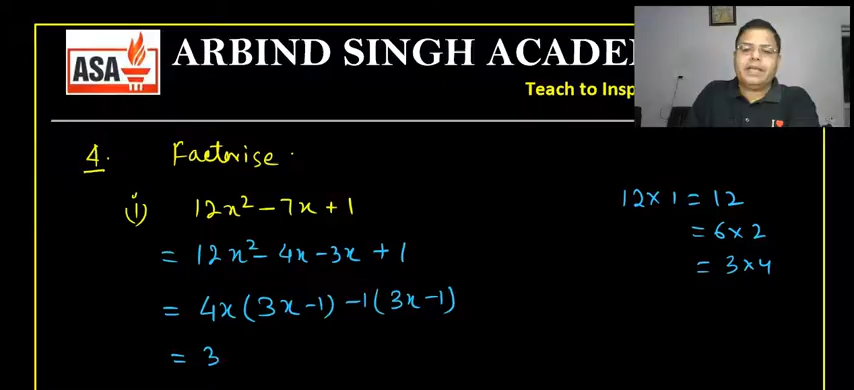 ASA
ARBIND SINGH ACADE
Teach to Insp
4. Factorise.
(i) 12x² - 7x + 1
= 12x² - 4x - 3x + 1
= 4x(3x - 1) - 1(3x - 1)
= 3
12 × 1 = 12
= 6 × 2
= 3 × 4
I ❤